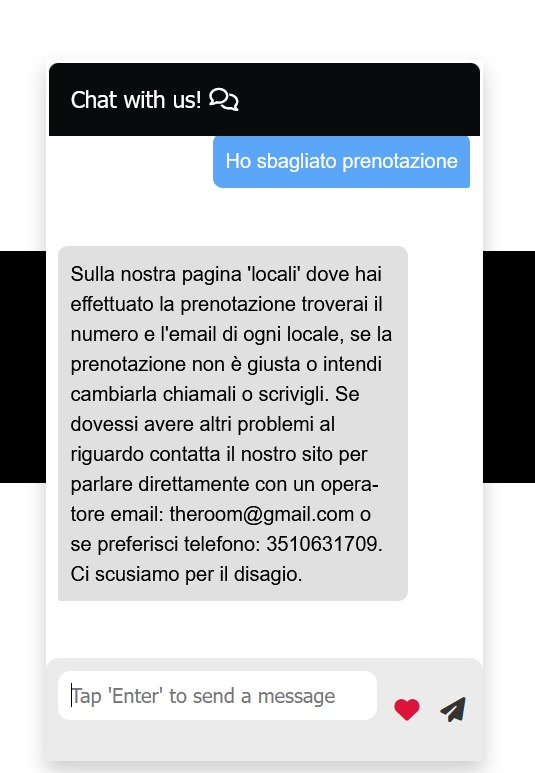 Chat with us!
Ho sbagliato prenotazione
Sulla nostra pagina 'locali' dove hai
effettuato la prenotazione troverai il
numero e l'email di ogni locale, se la
prenotazione non è giusta o intendi
cambiarla chiamali o scrivigli. Se
dovessi avere altri problemi al
riguardo contatta il nostro sito per
parlare direttamente con un opera-
tore email: theroom@gmail.com o
se preferisci telefono: 3510631709.
Ci scusiamo per il disagio.
Tap 'Enter' to send a message